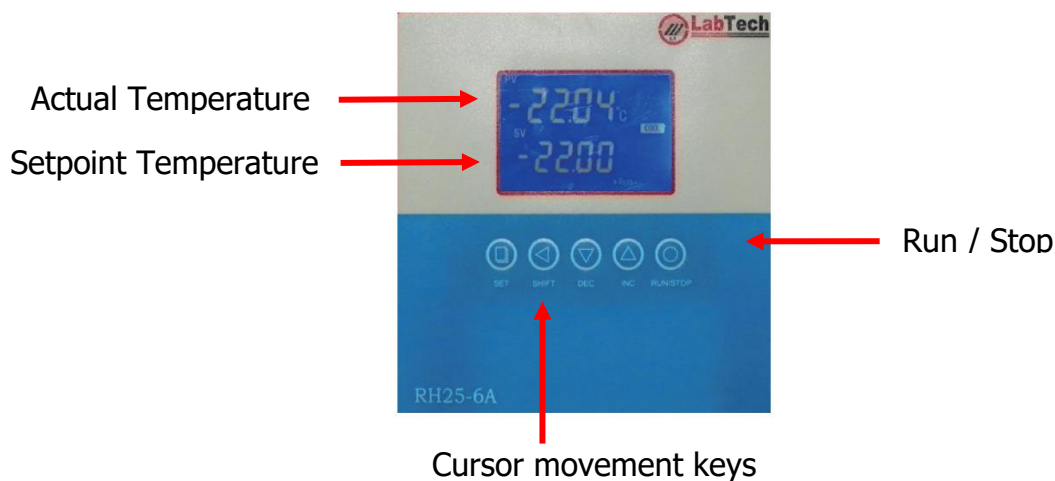 LabTech
Actual Temperature
PV
-22.04°C
COOL
Setpoint Temperature
SV
-22.00
Run / Stop
SET
SHIFT
DEC
INC
RUN/STOP
RH25-6A
Cursor movement keys